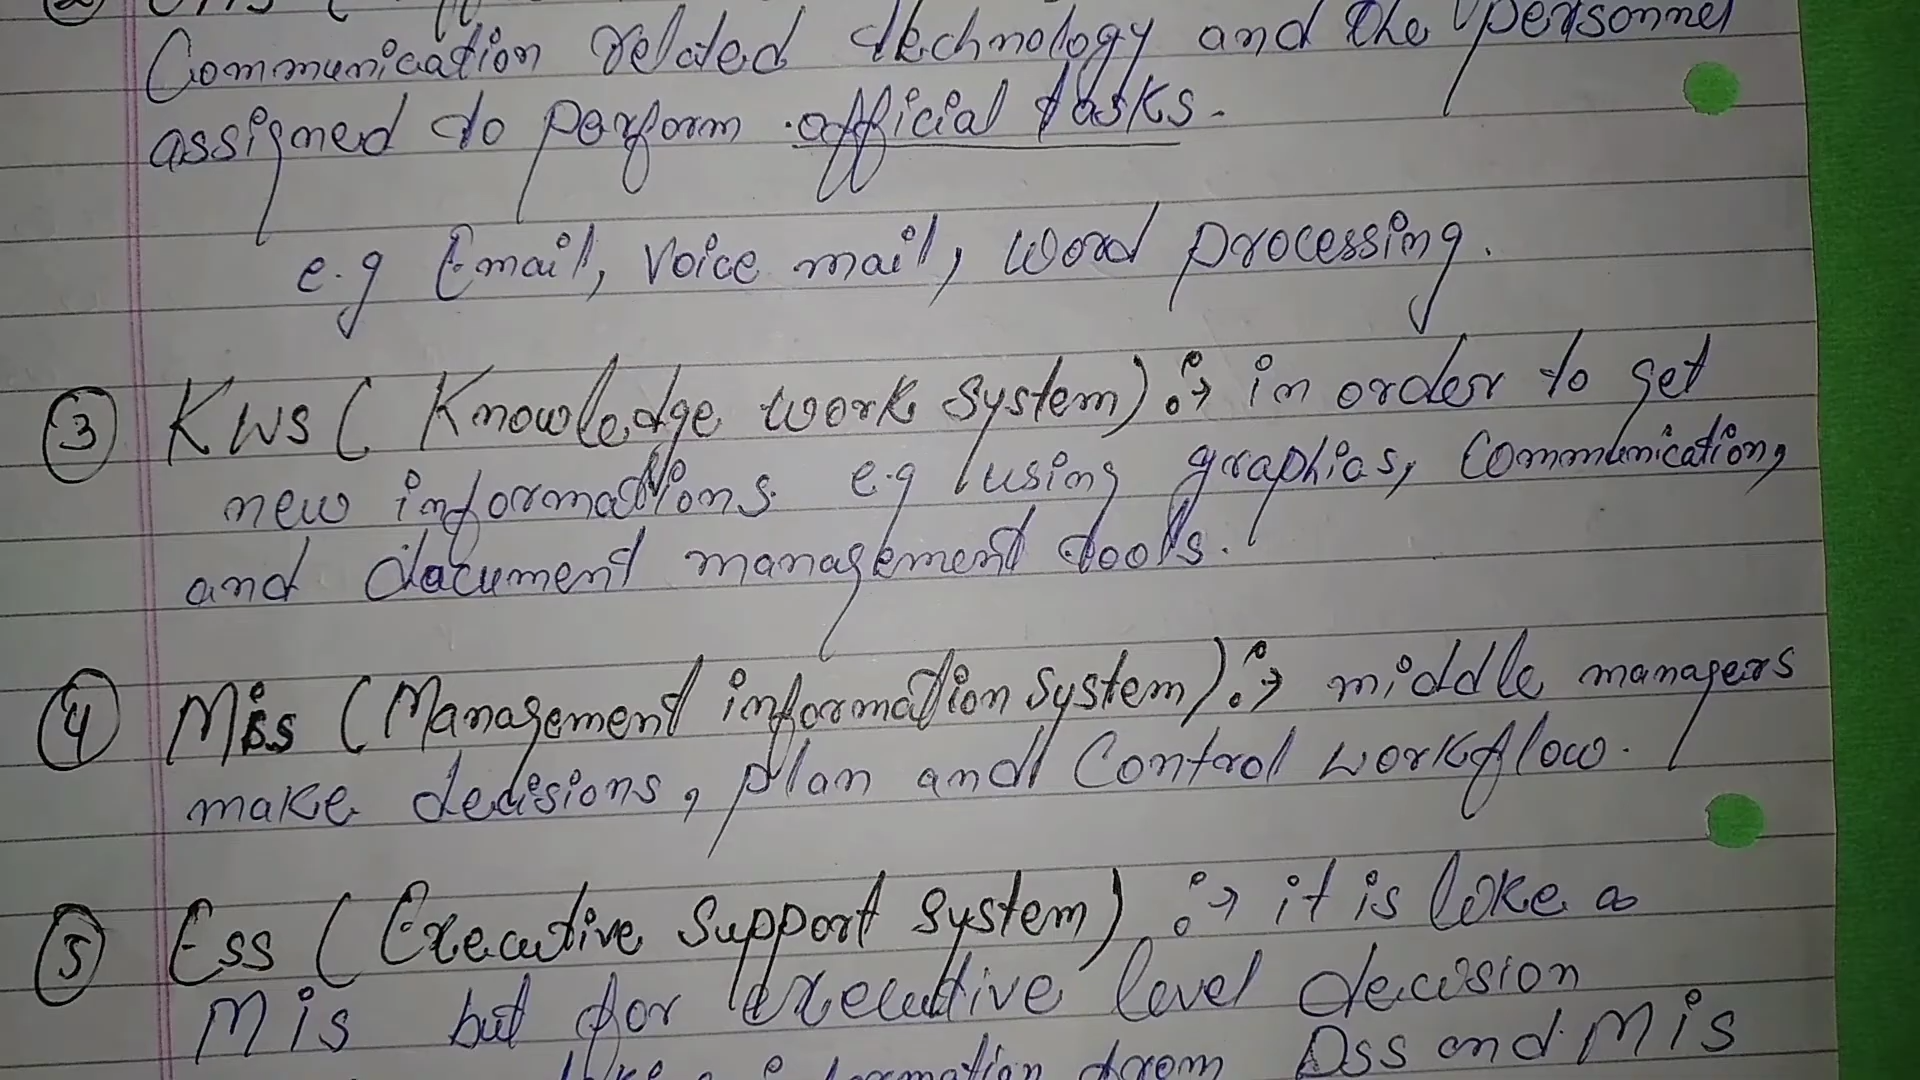 Communication related technology and the personnel
assigned to perform official tasks.
e.g Email, Voice mail, word processing.
③ KWS ( Knowledge work System) :→ in order to get
new informations e.g using graphics, Communication,
and document management tools.
④ Mis (Management information System) :→ middle managers
make decisions, plan and Control workflow.
⑤ Ess ( Executive Support System) :→ it is like a
Mis but for executive level decision
from Dss and Mis